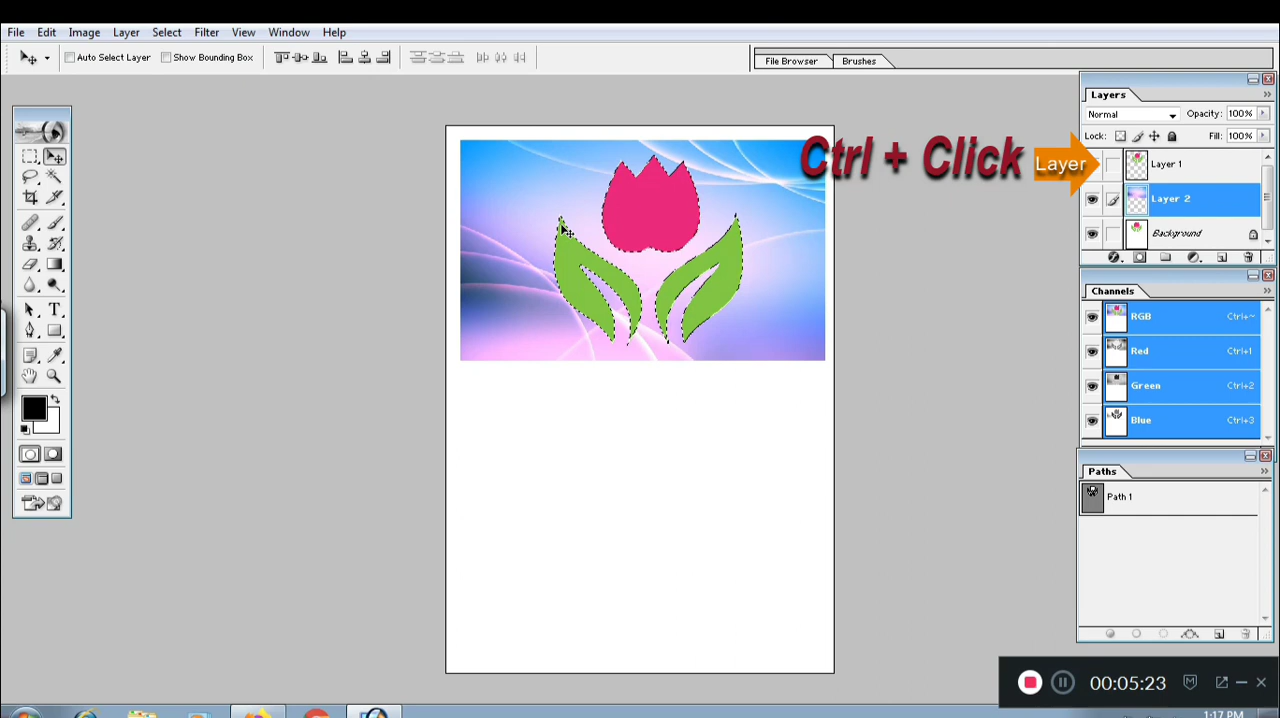 File Edit Image Layer Select Filter View Window Help
Auto Select Layer Show Bounding Box
File Browser Brushes
Layers
Normal Opacity: 100%
Lock: Fill: 100%
Ctrl + Click Layer
Layer 1
Layer 2
Background
Channels
RGB Ctrl+~
Red Ctrl+1
Green Ctrl+2
Blue Ctrl+3
Paths
Path 1
T
00:05:23
1:17 PM